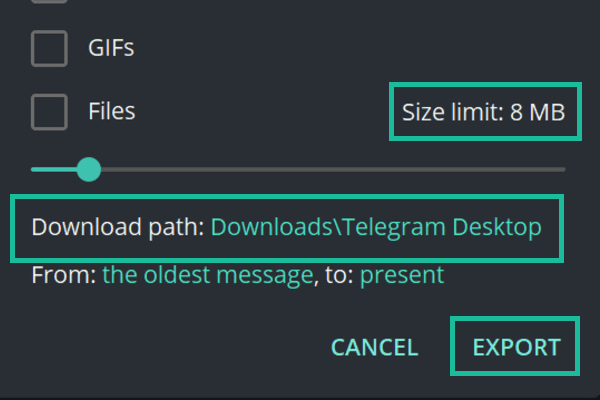 GIFs
Files
Size limit: 8 MB
Download path: Downloads\Telegram Desktop
From: the oldest message, to: present
CANCEL
EXPORT